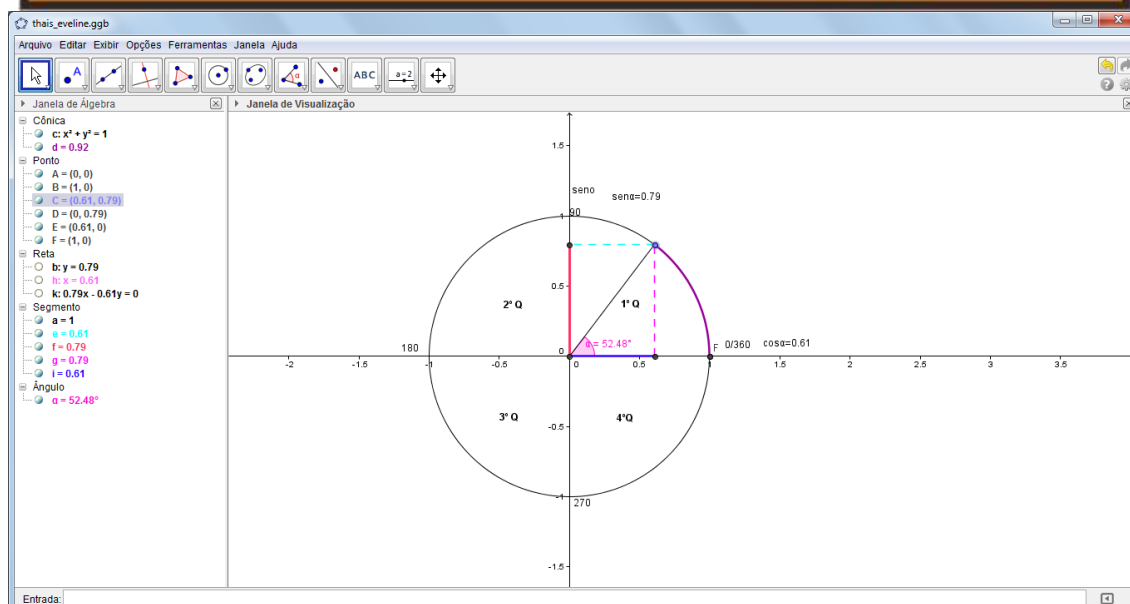 thais_eveline.ggb
Arquivo Editar Exibir Opções Ferramentas Janela Ajuda
A
α
ABC
a=2
Janela de Álgebra
Janela de Visualização
Cônica
c: x² + y² = 1
d = 0.92
Ponto
A = (0, 0)
B = (1, 0)
C = (0.61, 0.79)
D = (0, 0.79)
E = (0.61, 0)
F = (1, 0)
Reta
b: y = 0.79
h: x = 0.61
k: 0.79x - 0.61y = 0
Segmento
a = 1
e = 0.61
f = 0.79
g = 0.79
i = 0.61
Ângulo
α = 52.48°
1.5
seno
senα=0.79
1
90
0.5
2° Q
1° Q
180
0
α = 52.48°
F
0/360
cosα=0.61
-2
-1.5
-1
-0.5
0
0.5
1
1.5
2
2.5
3
3.5
3° Q
4°Q
-0.5
-1
270
-1.5
Entrada: